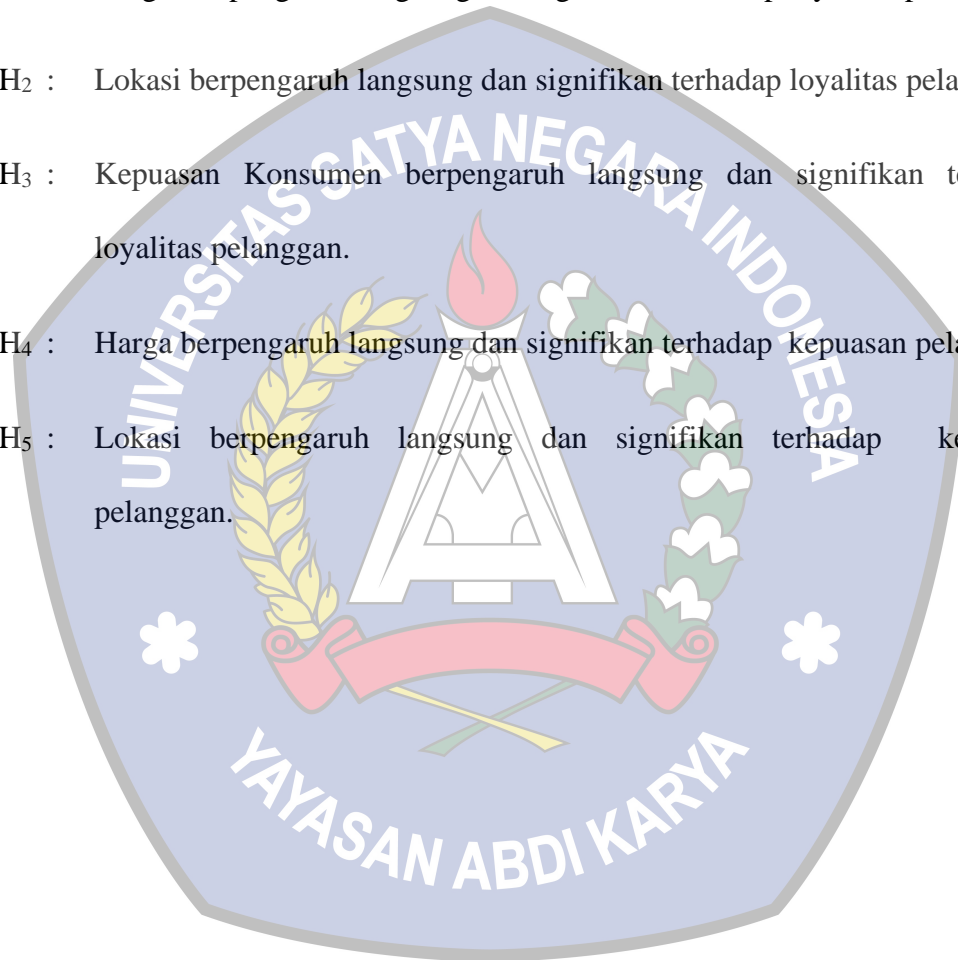 H2 : Lokasi berpengaruh langsung dan signifikan terhadap loyalitas
H3 : Kepuasan Konsumen berpengaruh langsung dan signifikan
loyalitas pelanggan.
H4 : Harga berpengaruh langsung dan signifikan terhadap kepuasan
H5 : Lokasi berpengaruh langsung dan signifikan terhadap
pelanggan.
UNIVERSITAS SATYA NEGARA INDONESIA
YAYASAN ABDI KARYA